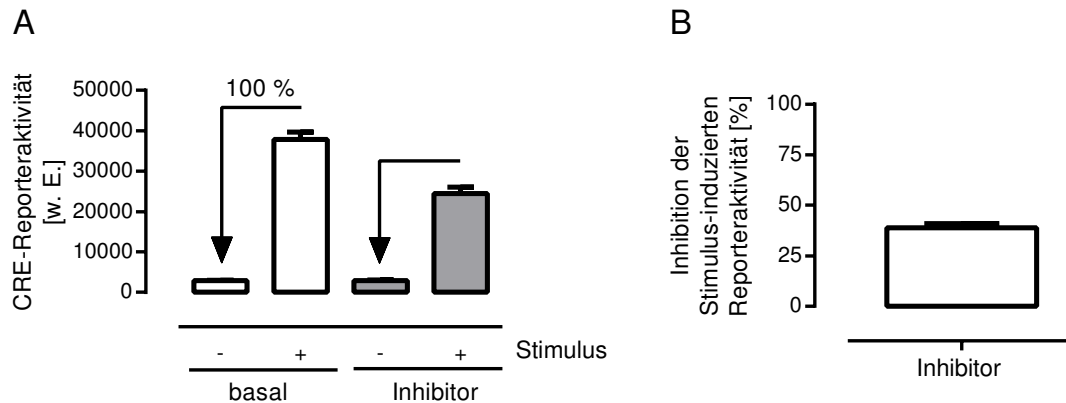 A
CRE-Reporteraktivität
[w. E.]
50000
40000
30000
20000
10000
0
100 %
- + - + Stimulus
basal Inhibitor
B
Inhibition der
Stimulus-induzierten
Reporteraktivität [%]
100
75
50
25
0
Inhibitor